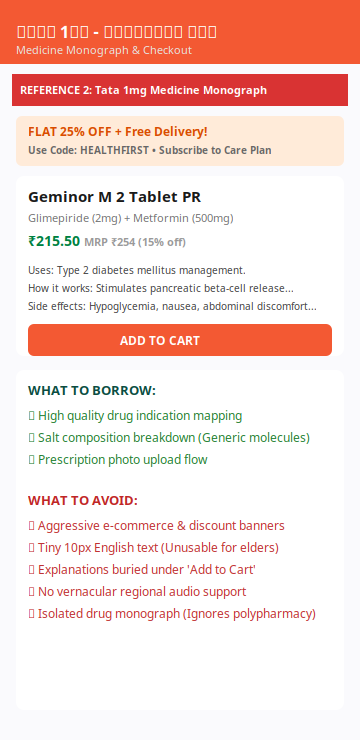 1 -
Medicine Monograph & Checkout
REFERENCE 2: Tata 1mg Medicine Monograph
FLAT 25% OFF + Free Delivery!
Use Code: HEALTHFIRST • Subscribe to Care Plan
Geminor M 2 Tablet PR
Glimepiride (2mg) + Metformin (500mg)
₹215.50 MRP ₹254 (15% off)
Uses: Type 2 diabetes mellitus management.
How it works: Stimulates pancreatic beta-cell release...
Side effects: Hypoglycemia, nausea, abdominal discomfort...
ADD TO CART
WHAT TO BORROW:
High quality drug indication mapping
Salt composition breakdown (Generic molecules)
Prescription photo upload flow
WHAT TO AVOID:
Aggressive e-commerce & discount banners
Tiny 10px English text (Unusable for elders)
Explanations buried under 'Add to Cart'
No vernacular regional audio support
Isolated drug monograph (Ignores polypharmacy)